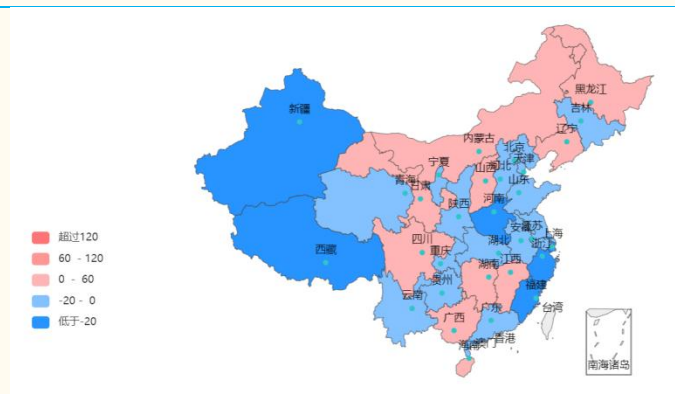 黑龙江
吉林
辽宁
新疆
内蒙古
北京
天津
河北
宁夏
山西
青海
甘肃
山东
陕西
河南
江苏
安徽
上海
西藏
四川
重庆
湖北
浙江
湖南
江西
贵州
云南
福建
台湾
广西
广东
香港
澳门
海南
南海诸岛
超过120
60 - 120
0 - 60
-20 - 0
低于-20